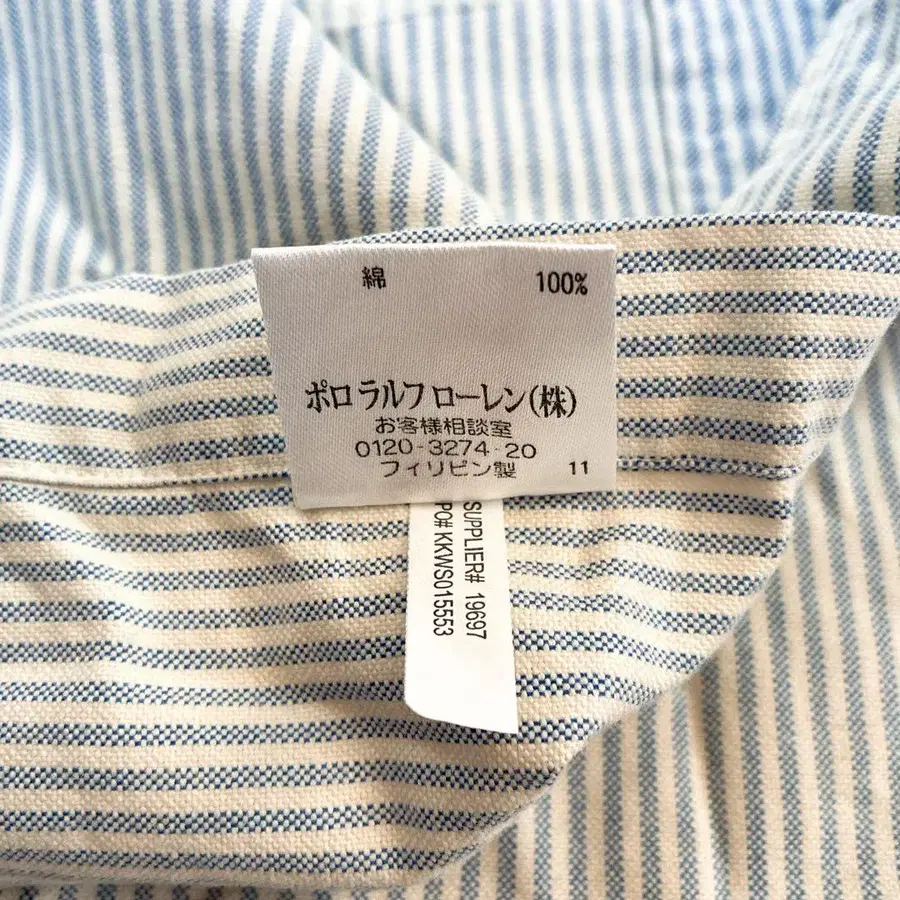 綿 100%
ポロ ラルフ ローレン(株)
お客様相談室
0120-3274-20
フィリピン製 11
SUPPLIER# 19697
PO# KKWS015553